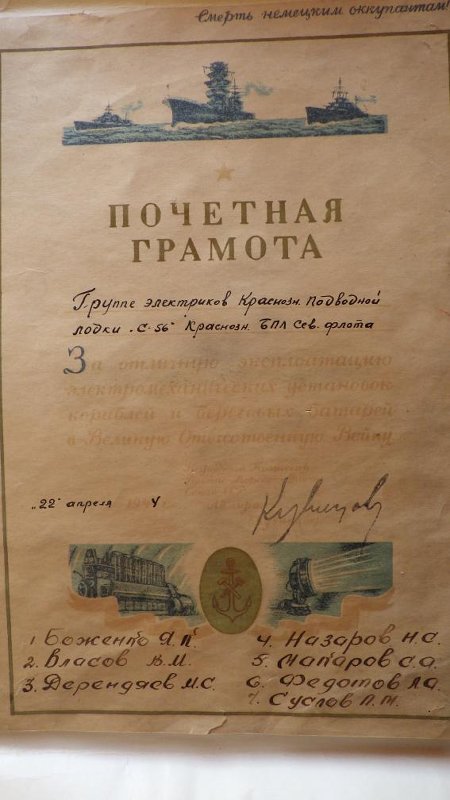 Смерть немецким оккупантам!
ПОЧЕТНАЯ
ГРАМОТА
Группе электриков Краснозн. Подводной
лодки „С-56" Краснозн. БПЛ Сев. флота
За отличную эксплоатацию
электромеханических установок
кораблей и береговых батарей
в Великую Отечественную Войну
„22" апреля 194
1. Боженко
2. Власов В.М.
3. Дерендяев М.С.
4. Назаров Н.С.
5. Макаров С.А.
6. Федотов
7. Суслов